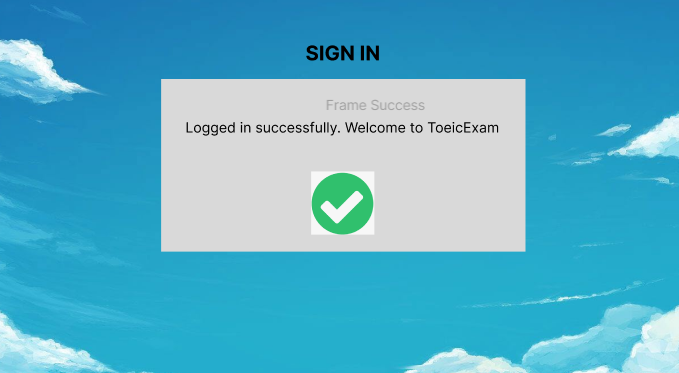 SIGN IN
Frame Success
Logged in successfully. Welcome to ToeicExam